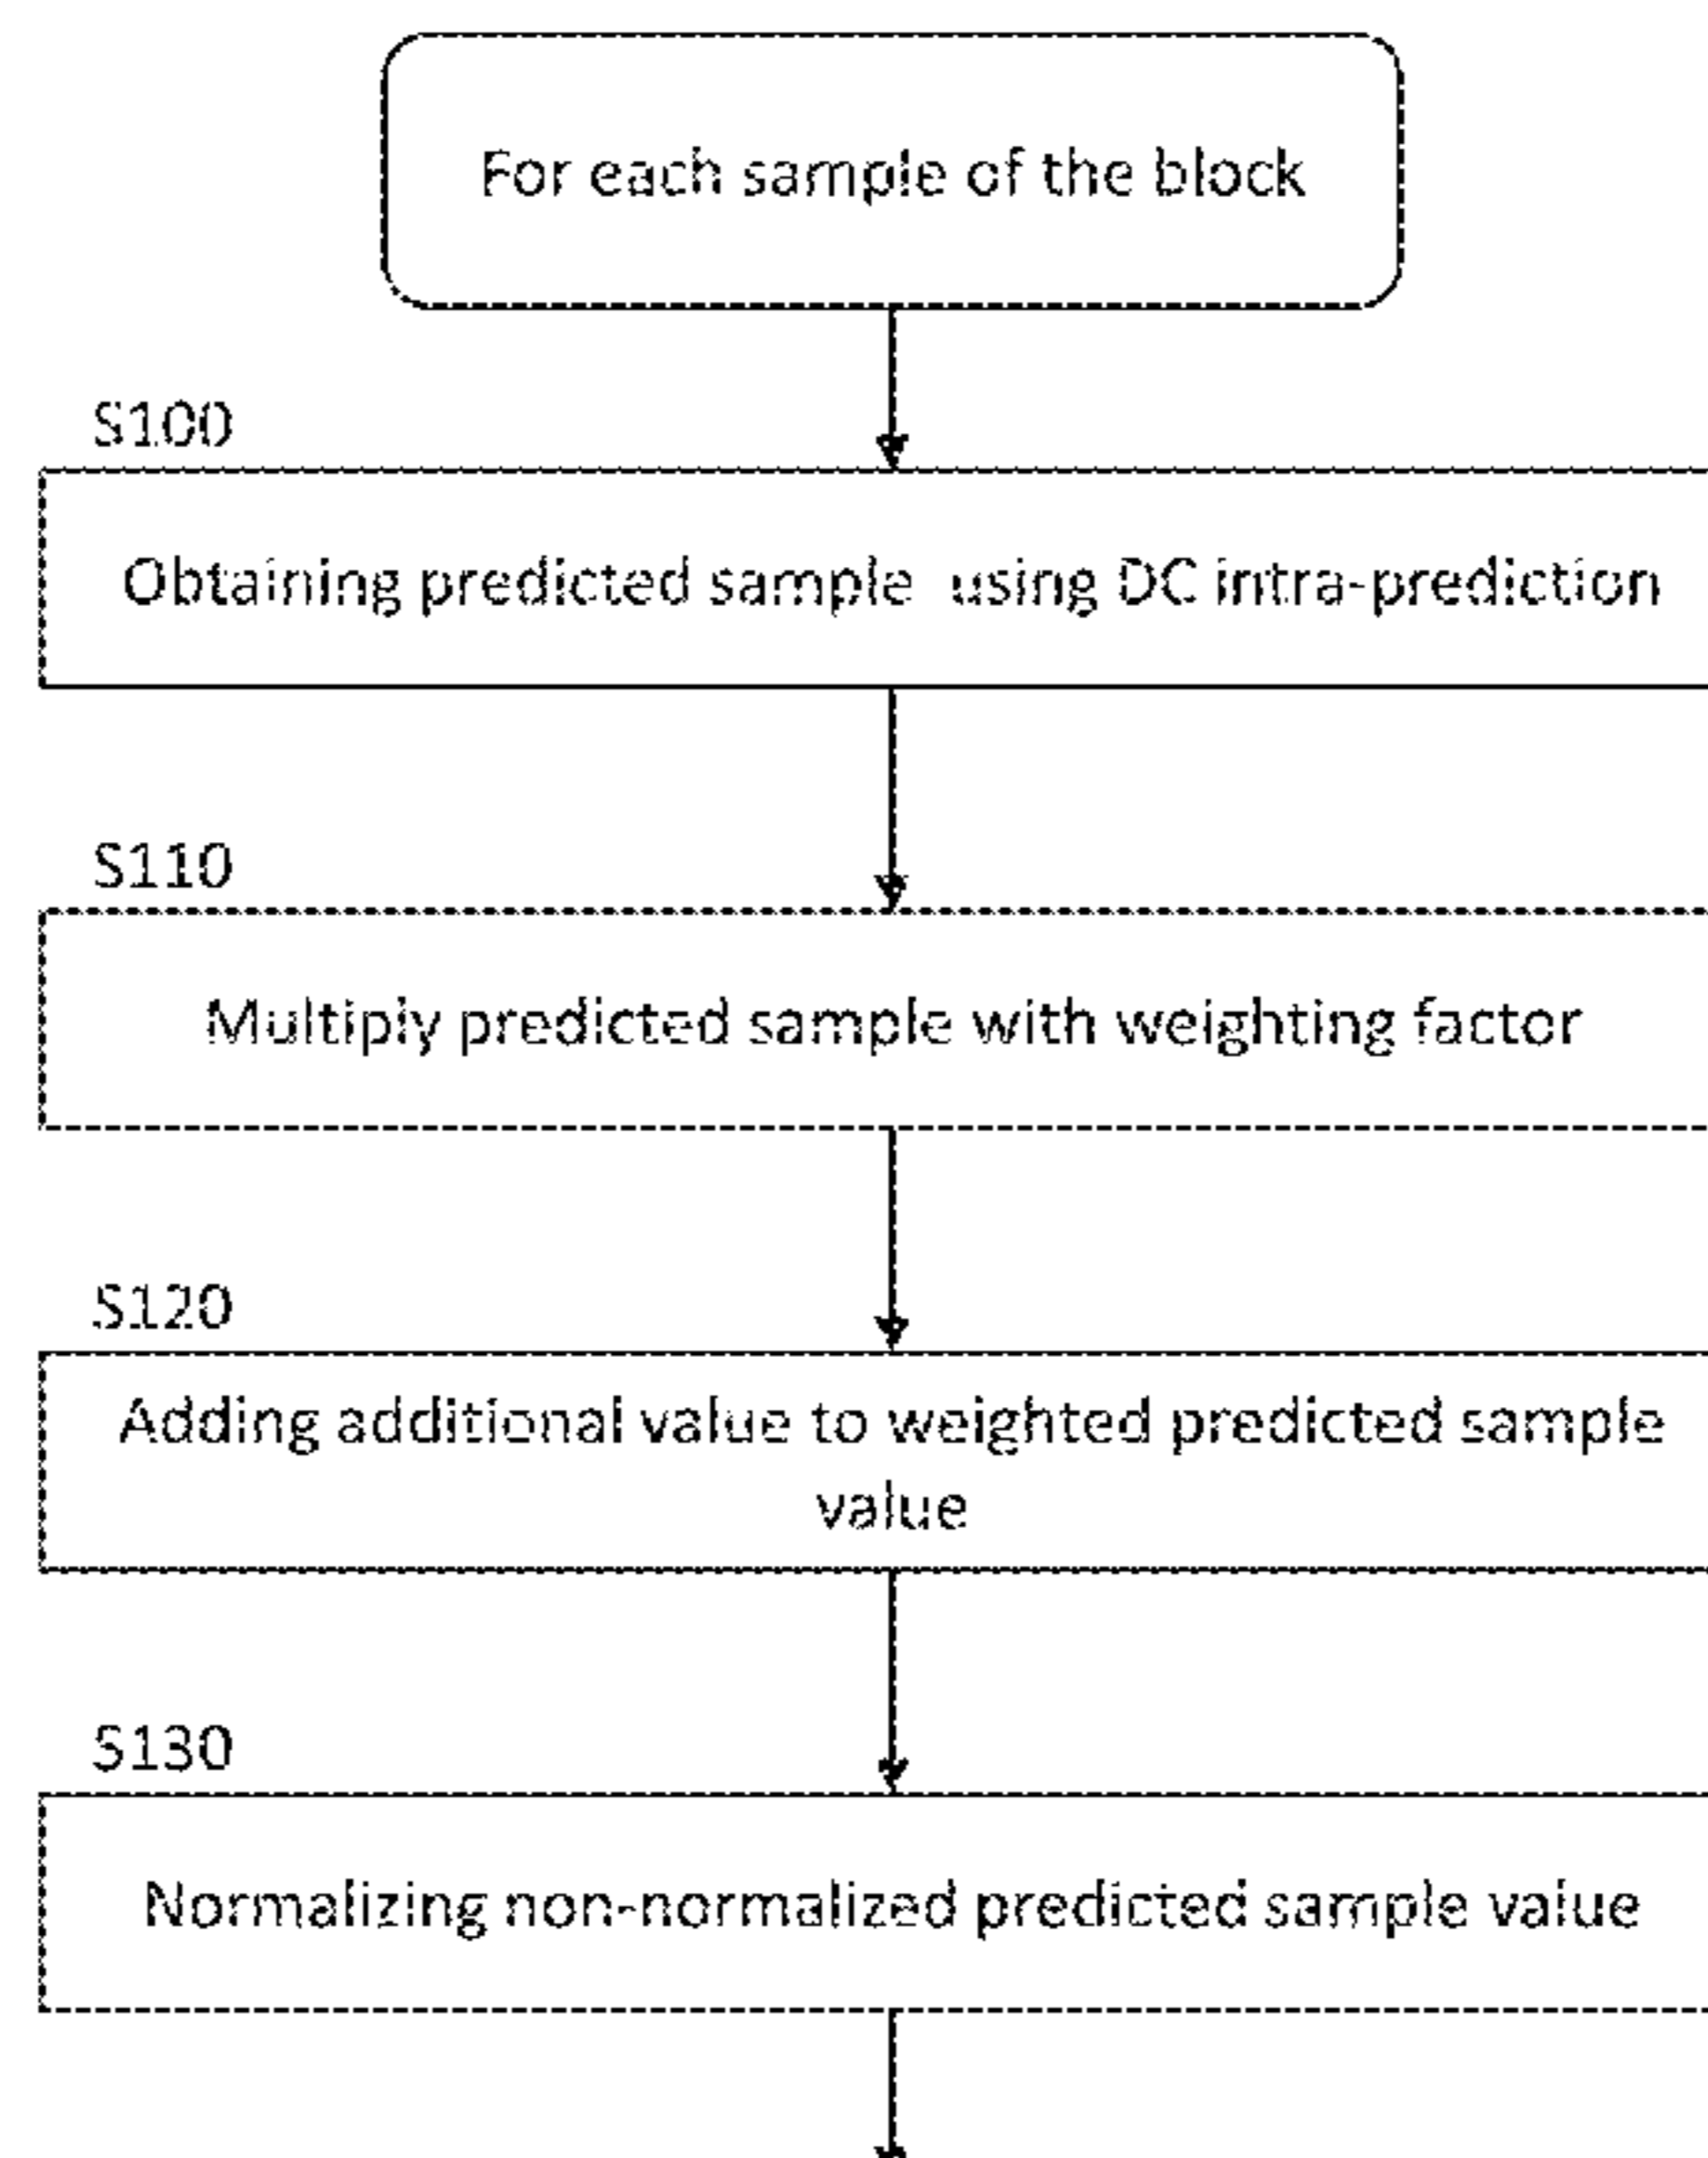 For each sample of the block
S100
Obtaining predicted sample using DC intra-prediction
S110
Multiply predicted sample with weighting factor
S120
Adding additional value to weighted predicted sample
value
S130
Normalizing non-normalized predicted sample value